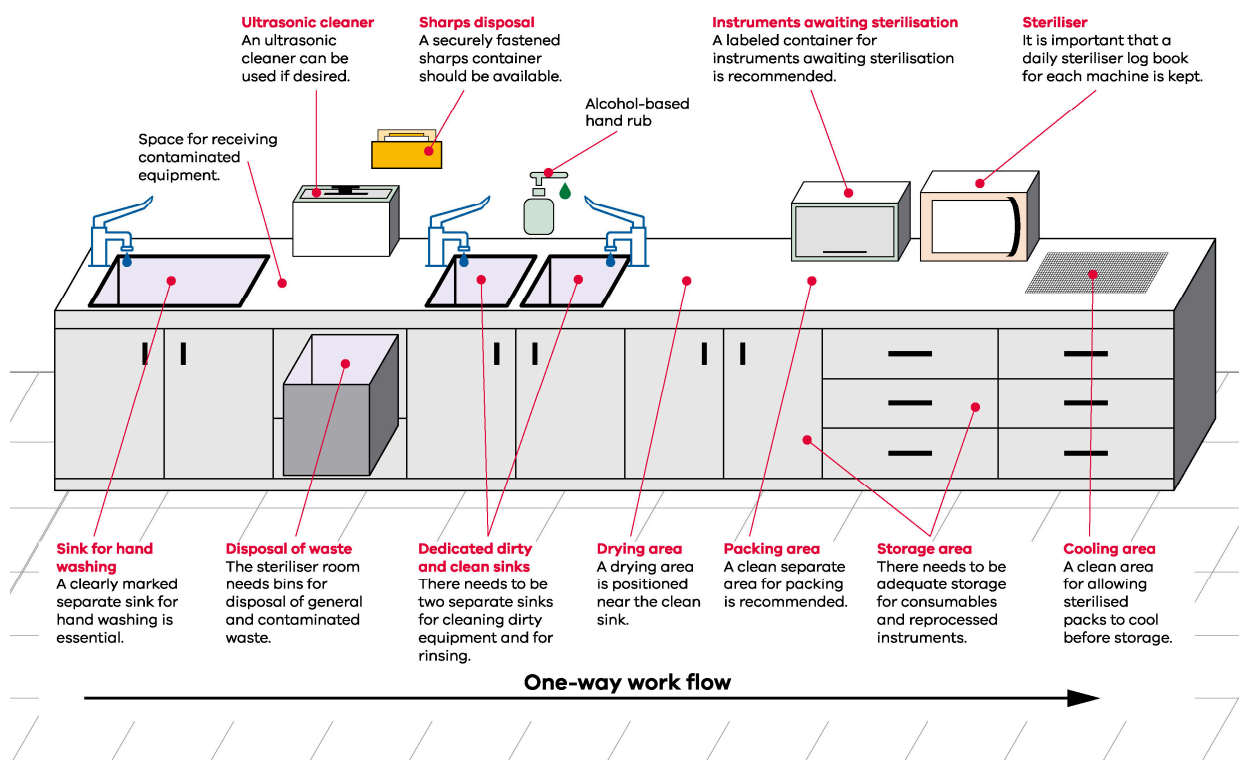 Ultrasonic cleaner
An ultrasonic
cleaner can be
used if desired.
Sharps disposal
A securely fastened
sharps container
should be available.
Instruments awaiting sterilisation
A labeled container for
instruments awaiting sterilisation
is recommended.
Steriliser
It is important that a
daily steriliser log book
for each machine is kept.
Alcohol-based
hand rub
Space for receiving
contaminated
equipment.
Sink for hand
washing
A clearly marked
separate sink for
hand washing is
essential.
Disposal of waste
The steriliser room
needs bins for
disposal of general
and contaminated
waste.
Dedicated dirty
and clean sinks
There needs to be
two separate sinks
for cleaning dirty
equipment and for
rinsing.
Drying area
A drying area
is positioned
near the clean
sink.
Packing area
A clean separate
area for packing
is recommended.
Storage area
There needs to be
adequate storage
for consumables
and reprocessed
instruments.
Cooling area
A clean area
for allowing
sterilised
packs to cool
before storage.
One-way work flow